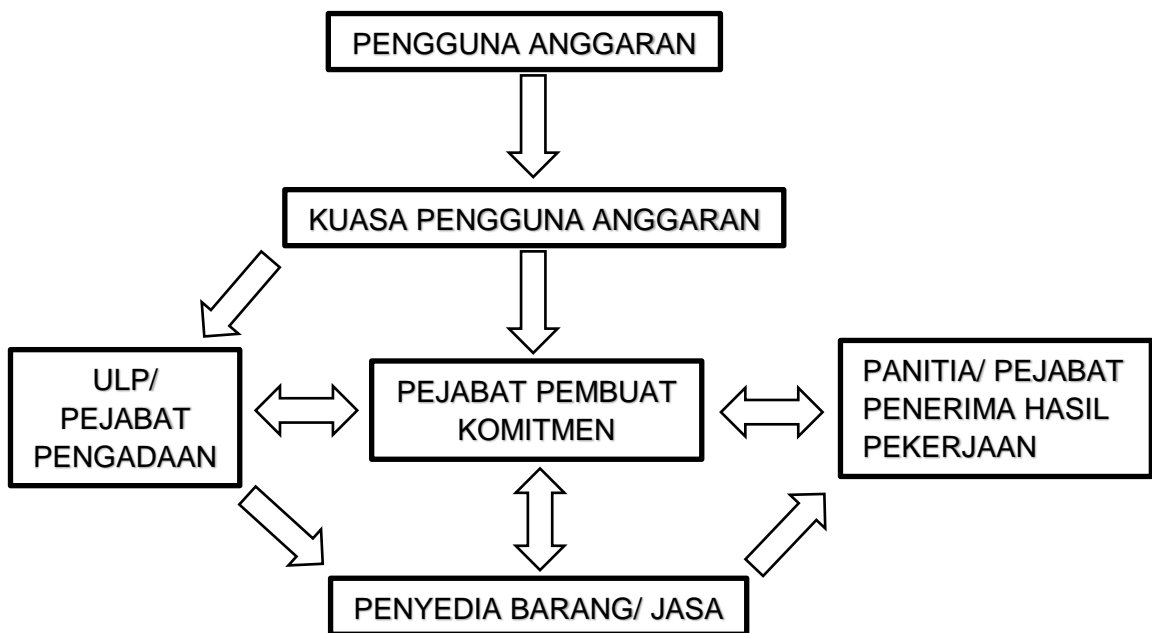 PENGGUNA ANGGARAN
KUASA PENGGUNA ANGGARAN
ULP/
PEJABAT
PENGADAAN
PEJABAT PEMBUAT
KOMITMEN
PANITIA/ PEJABAT
PENERIMA HASIL
PEKERJAAN
PENYEDIA BARANG/ JASA